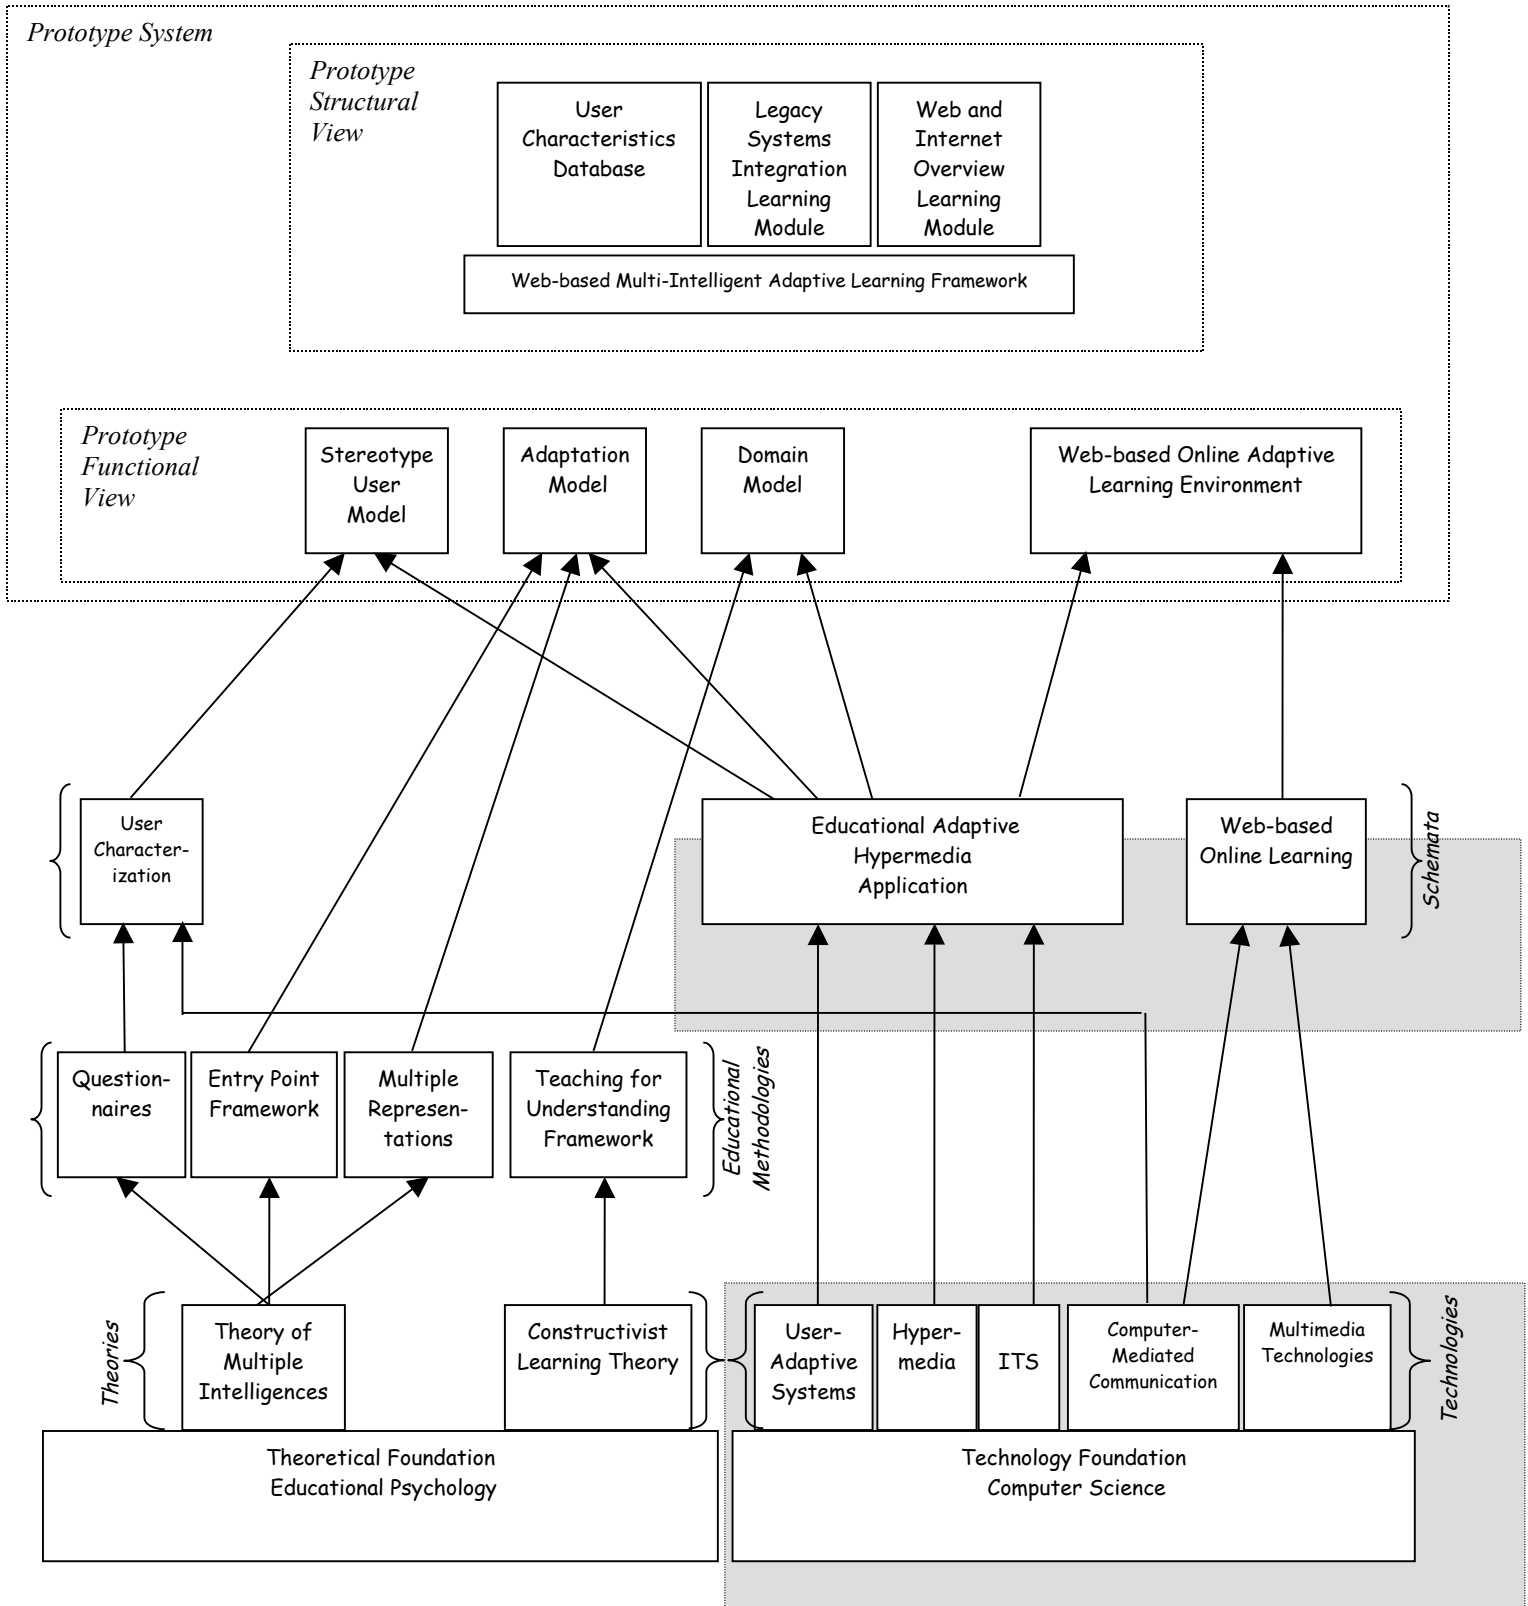 Prototype System
Prototype
Structural
View
User
Characteristics
Database
Legacy
Systems
Integration
Learning
Module
Web and
Internet
Overview
Learning
Module
Web-based Multi-Intelligent Adaptive Learning Framework
Prototype
Functional
View
Stereotype
User
Model
Adaptation
Model
Domain
Model
Web-based Online Adaptive
Learning Environment
User
Character-
ization
Educational Adaptive
Hypermedia
Application
Web-based
Online Learning
Schemata
Question-
naires
Entry Point
Framework
Multiple
Represen-
tations
Teaching for
Understanding
Framework
Educational
Methodologies
Theories
Theory of
Multiple
Intelligences
Constructivist
Learning Theory
User-
Adaptive
Systems
Hyper-
media
ITS
Computer-
Mediated
Communication
Multimedia
Technologies
Technologies
Theoretical Foundation
Educational Psychology
Technology Foundation
Computer Science